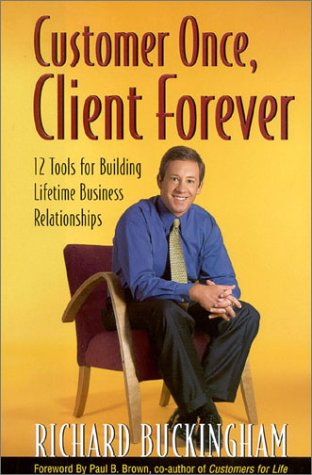 Customer Once,
Client Forever
12 Tools for Building
Lifetime Business
Relationships
RICHARD BUCKINGHAM
Foreword By Paul B. Brown, co-author of Customers for Life